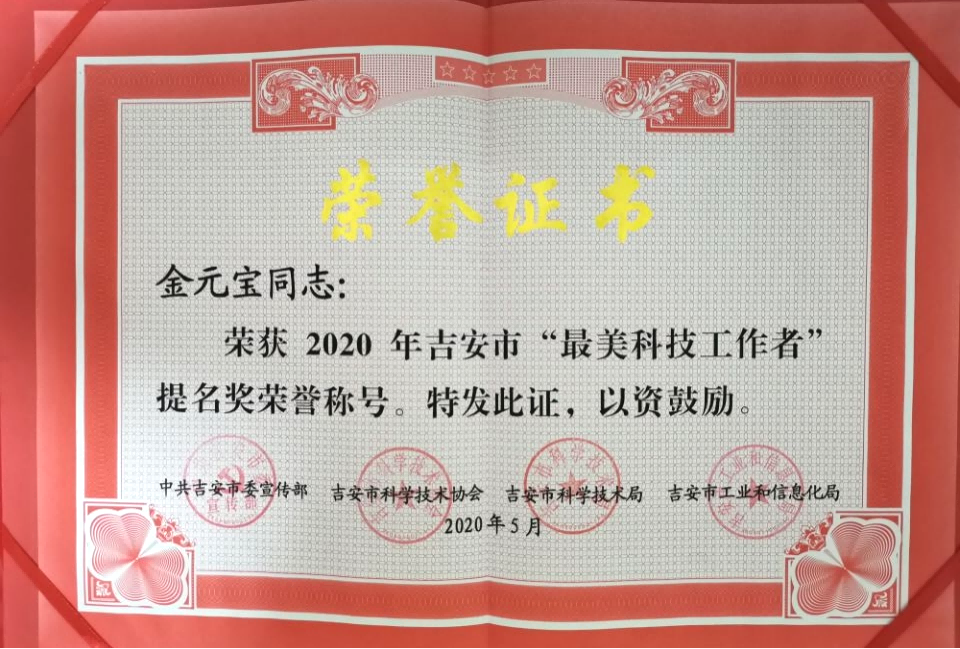 荣誉证书
金元宝同志：
荣获 2020 年吉安市“最美科技工作者”
提名奖荣誉称号。特发此证，以资鼓励。
中共吉安市委宣传部 吉安市科学技术协会 吉安市科学技术局 吉安市工业和信息化局
2020 年 5 月